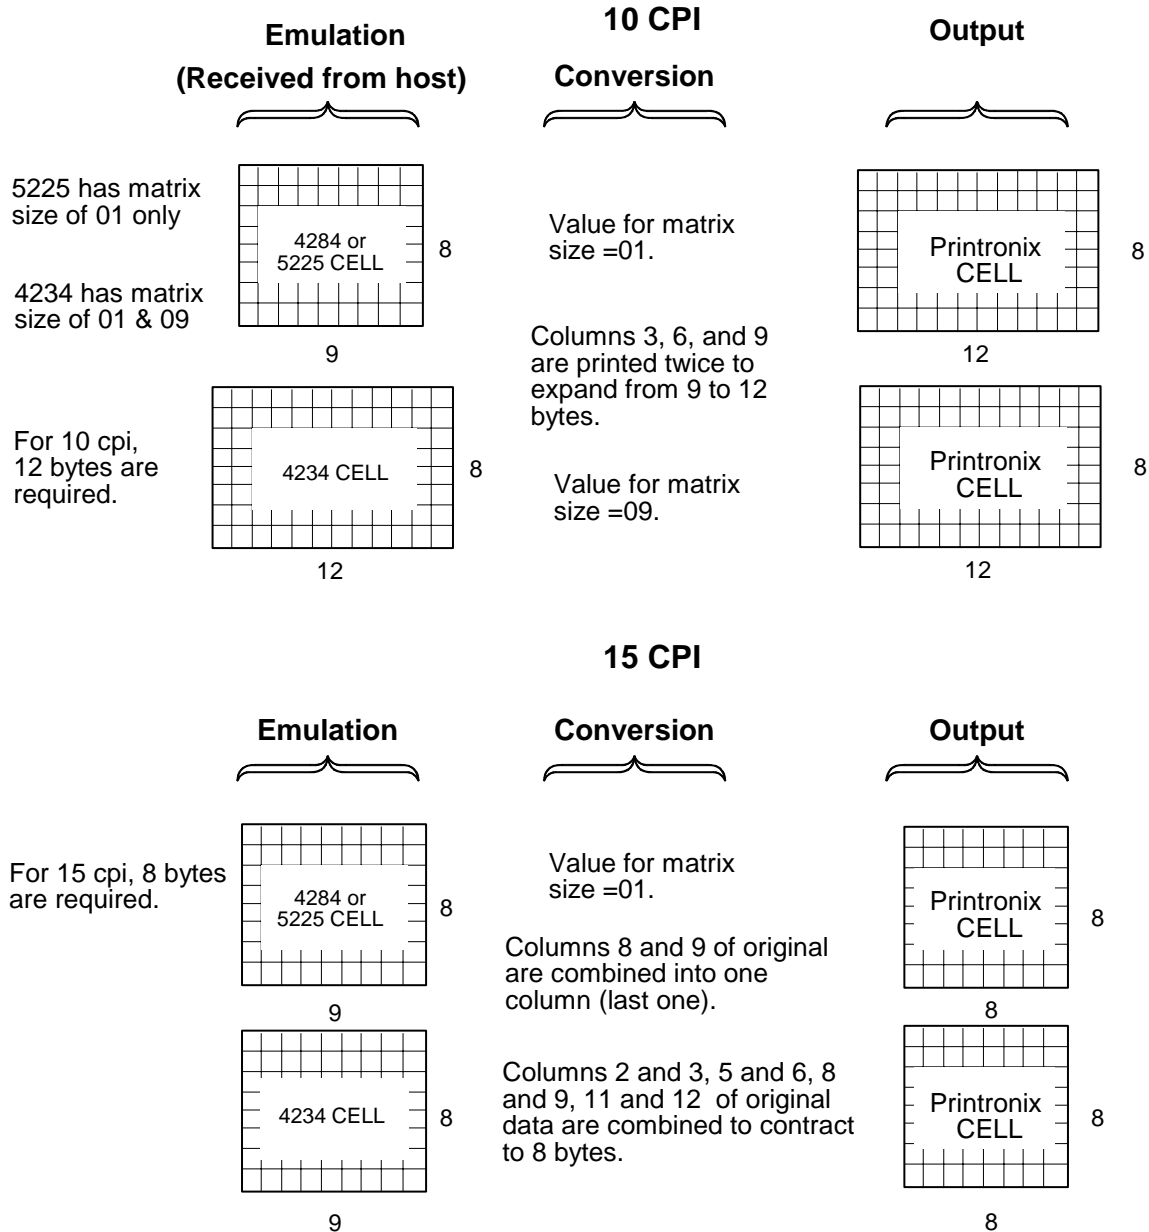 10 CPI
Emulation
(Received from host)
Conversion
Output
5225 has matrix
size of 01 only
4234 has matrix
size of 01 & 09
4284 or
5225 CELL
8
9
Value for matrix
size =01.
Columns 3, 6, and 9
are printed twice to
expand from 9 to 12
bytes.
Printronix
CELL
8
12
For 10 cpi,
12 bytes are
required.
4234 CELL
8
12
Value for matrix
size =09.
Printronix
CELL
8
12
15 CPI
Emulation
Conversion
Output
For 15 cpi, 8 bytes
are required.
4284 or
5225 CELL
8
9
Value for matrix
size =01.
Columns 8 and 9 of original
are combined into one
column (last one).
Printronix
CELL
8
8
4234 CELL
8
9
Columns 2 and 3, 5 and 6, 8
and 9, 11 and 12 of original
data are combined to contract
to 8 bytes.
Printronix
CELL
8
8